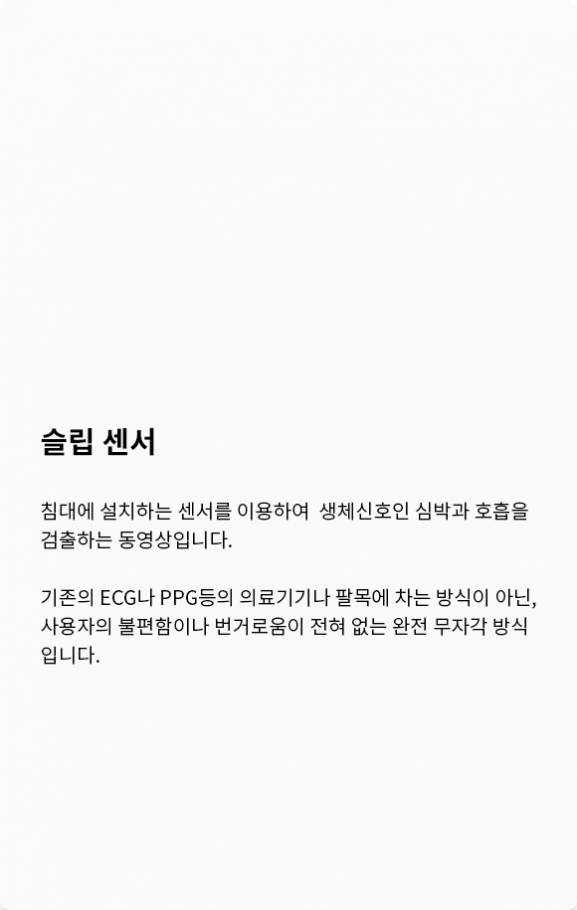 슬립 센서
침대에 설치하는 센서를 이용하여  생체신호인 심박과 호흡을
검출하는 동영상입니다.
기존의 ECG나 PPG등의 의료기기나 팔목에 차는 방식이 아닌,
사용자의 불편함이나 번거로움이 전혀 없는 완전 무자각 방식
입니다.